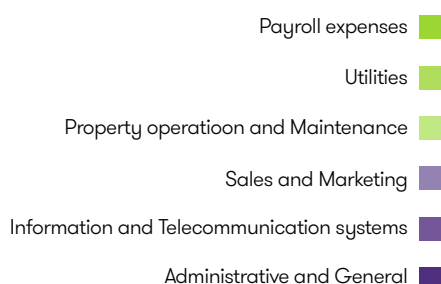 Payroll expenses
Utilities
Property operatioon and Maintenance
Sales and Marketing
Information and Telecommunication systems
Administrative and General